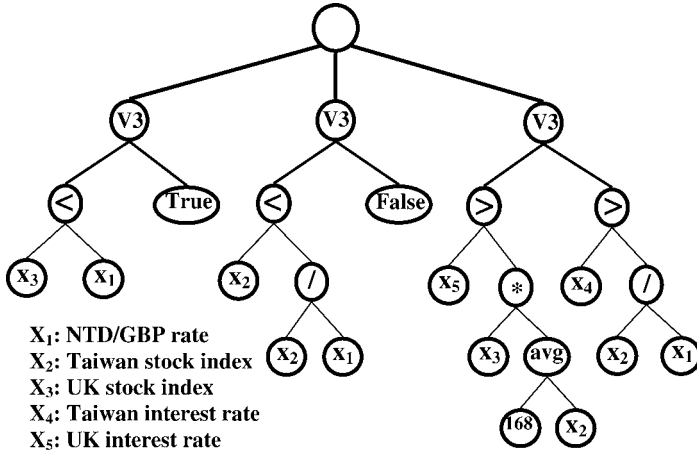 V3 V3 V3
< True < False > >
x3 x1 x2 / x5 * x4 /
X1: NTD/GBP rate
x2 x1 x3 avg x2 x1
X2: Taiwan stock index
X3: UK stock index
X4: Taiwan interest rate
168 x2
X5: UK interest rate